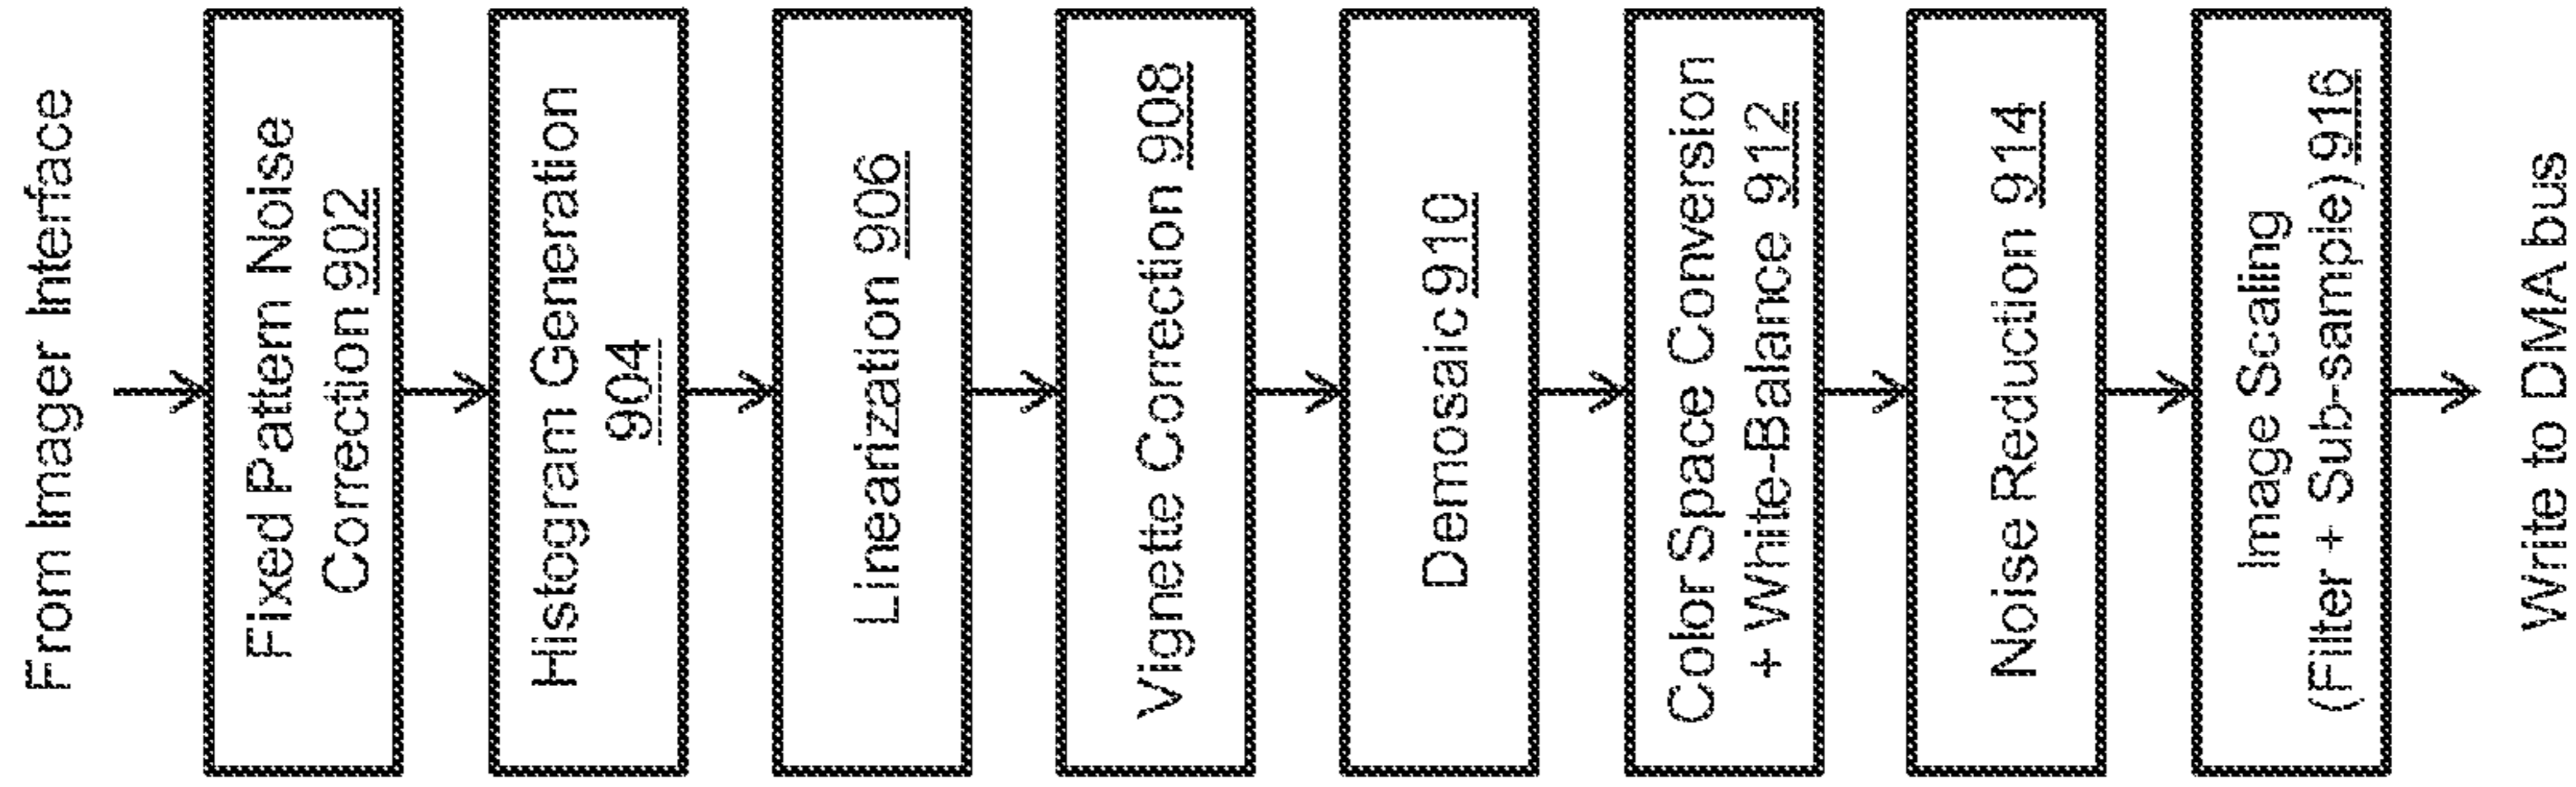 From Imager Interface
Fixed Pattern Noise
Correction 902
Histogram Generation
904
Linearization 906
Vignette Correction 908
Demosaic 910
Color Space Conversion
+ White-Balance 912
Noise Reduction 914
Image Scaling
(Filter + Sub-sample) 916
Write to DMA bus